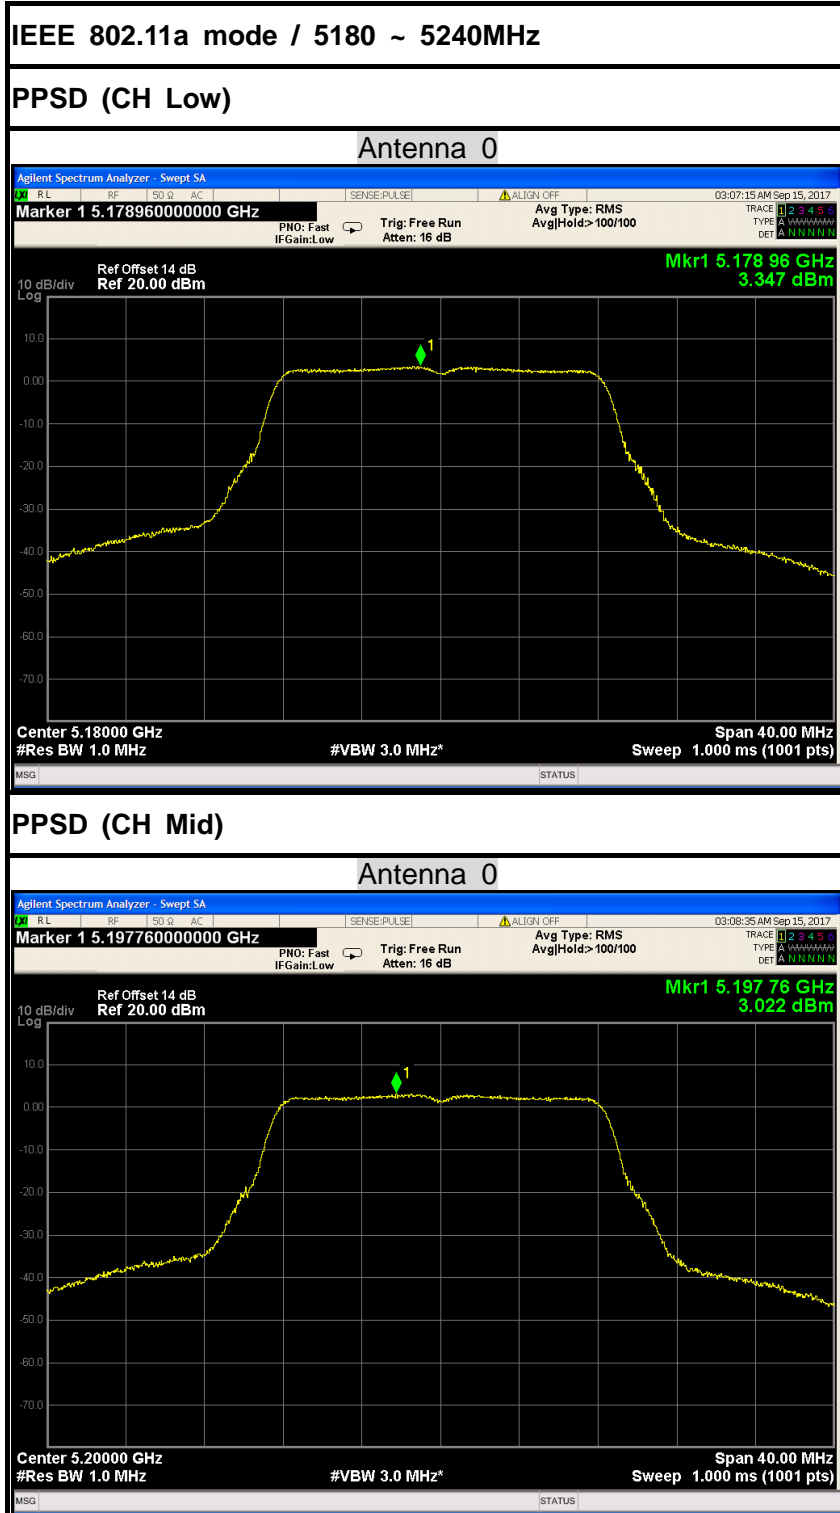 IEEE 802.11a mode / 5180 ~ 5240MHz
PPSD (CH Low)
Antenna 0
Agilent Spectrum Analyzer - Swept SA
LXI RL RF 50 Ω AC SENSE:PULSE ALIGN OFF 03:07:15 AM Sep 15, 2017
Marker 1 5.178960000000 GHz Avg Type: RMS TRACE 1 2 3 4 5 6
PNO: Fast Trig: Free Run Avg|Hold:>100/100 TYPE A WWWWW
IFGain:Low Atten: 16 dB DET A N N N N N
Mkr1 5.178 96 GHz
Ref Offset 14 dB
10 dB/div Ref 20.00 dBm 3.347 dBm
Log
1
10.0
0.00
-10.0
-20.0
-30.0
-40.0
-50.0
-60.0
-70.0
Center 5.18000 GHz Span 40.00 MHz
#Res BW 1.0 MHz #VBW 3.0 MHz* Sweep 1.000 ms (1001 pts)
MSG STATUS
PPSD (CH Mid)
Antenna 0
Agilent Spectrum Analyzer - Swept SA
LXI RL RF 50 Ω AC SENSE:PULSE ALIGN OFF 03:08:35 AM Sep 15, 2017
Marker 1 5.197760000000 GHz Avg Type: RMS TRACE 1 2 3 4 5 6
PNO: Fast Trig: Free Run Avg|Hold:>100/100 TYPE A WWWWW
IFGain:Low Atten: 16 dB DET A N N N N N
Mkr1 5.197 76 GHz
Ref Offset 14 dB
10 dB/div Ref 20.00 dBm 3.022 dBm
Log
10.0
1
0.00
-10.0
-20.0
-30.0
-40.0
-50.0
-60.0
-70.0
Center 5.20000 GHz Span 40.00 MHz
#Res BW 1.0 MHz #VBW 3.0 MHz* Sweep 1.000 ms (1001 pts)
MSG STATUS